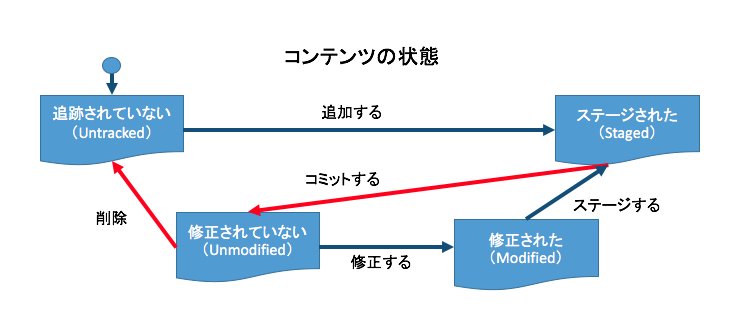 コンテンツの状態
追跡されていない
（Untracked）
追加する
ステージされた
（Staged）
コミットする
削除
修正されていない
（Unmodified）
修正する
修正された
（Modified）
ステージする